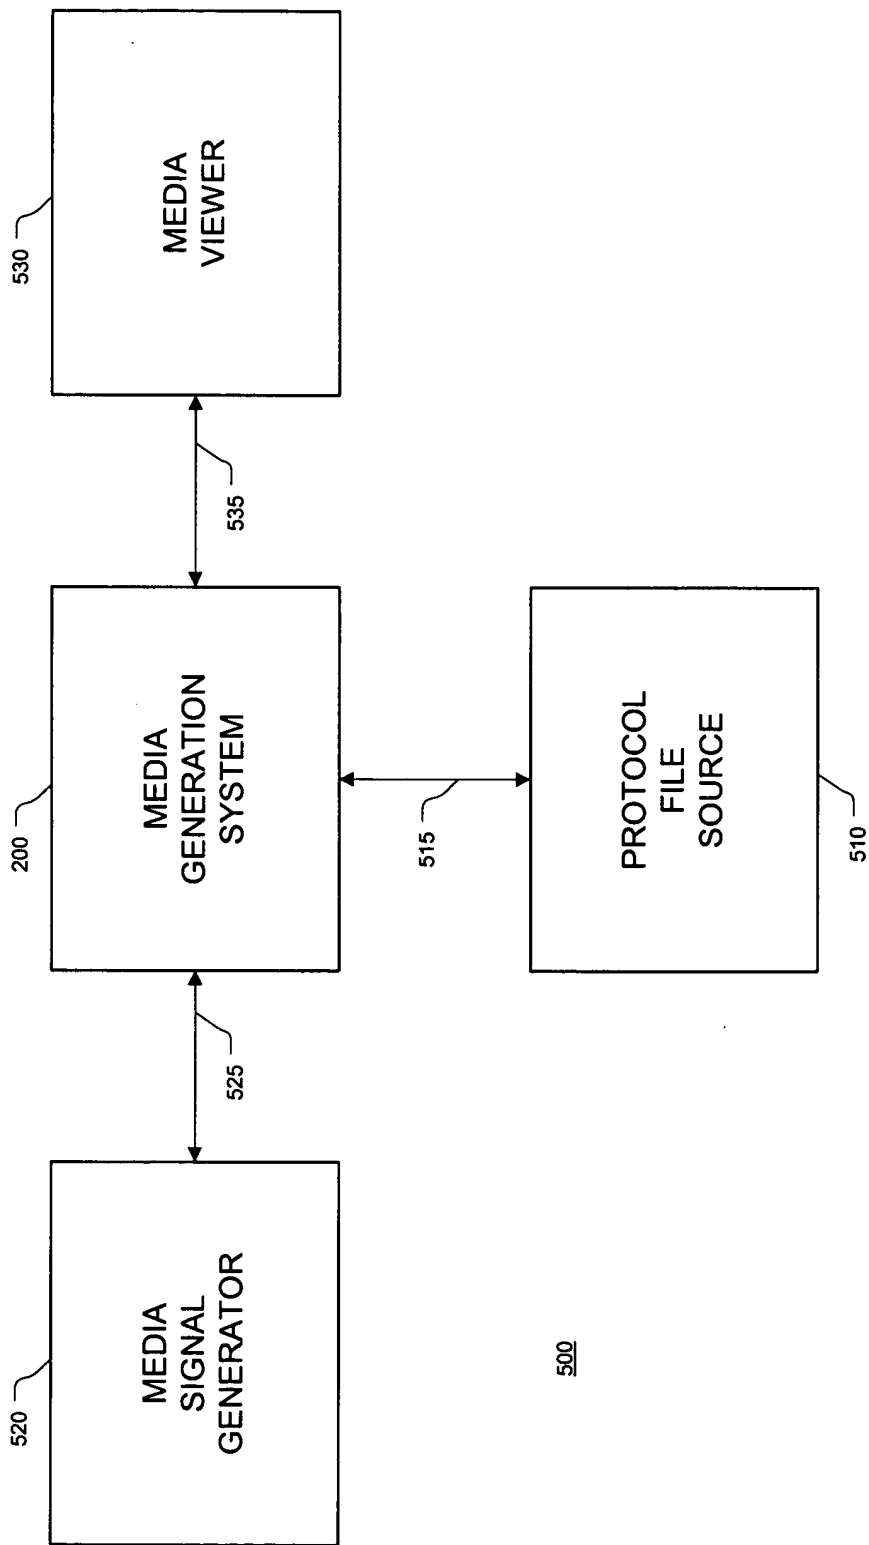 520
200
530
MEDIA
SIGNAL
GENERATOR
MEDIA
GENERATION
SYSTEM
MEDIA
VIEWER
525
535
515
PROTOCOL
FILE
SOURCE
510
500